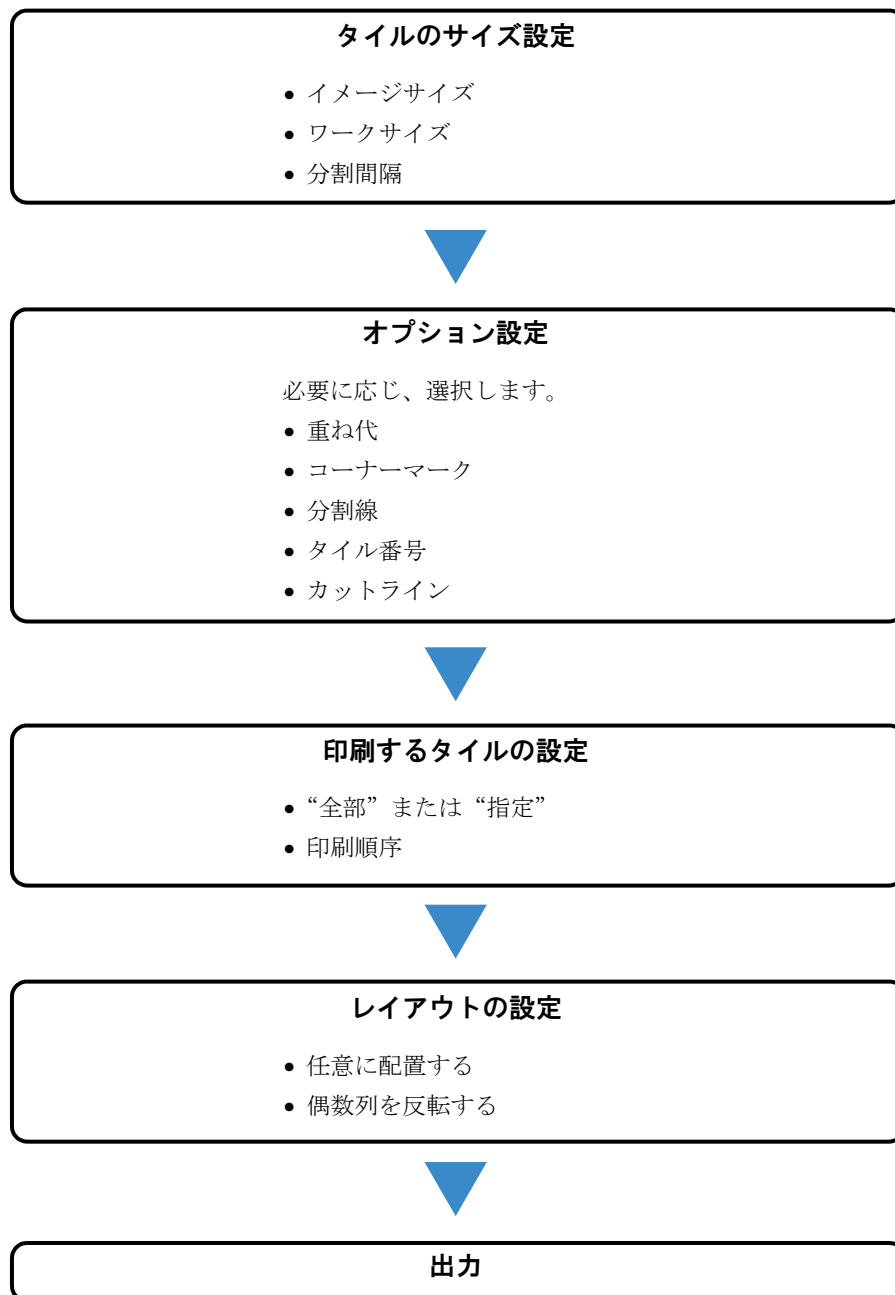 タイルのサイズ設定
• イメージサイズ
• ワークサイズ
• 分割間隔
オプション設定
必要に応じ、選択します。
• 重ね代
• コーナーマーク
• 分割線
• タイル番号
• カットライン
印刷するタイルの設定
• “全部”または“指定”
• 印刷順序
レイアウトの設定
• 任意に配置する
• 偶数列を反転する
出力